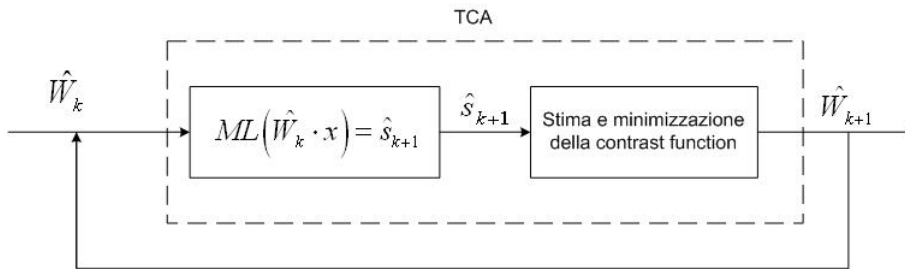 TCA
Ŵ_k
ML(Ŵ_k · x) = ŝ_{k+1}
ŝ_{k+1}
Stima e minimizzazione
della contrast function
Ŵ_{k+1}